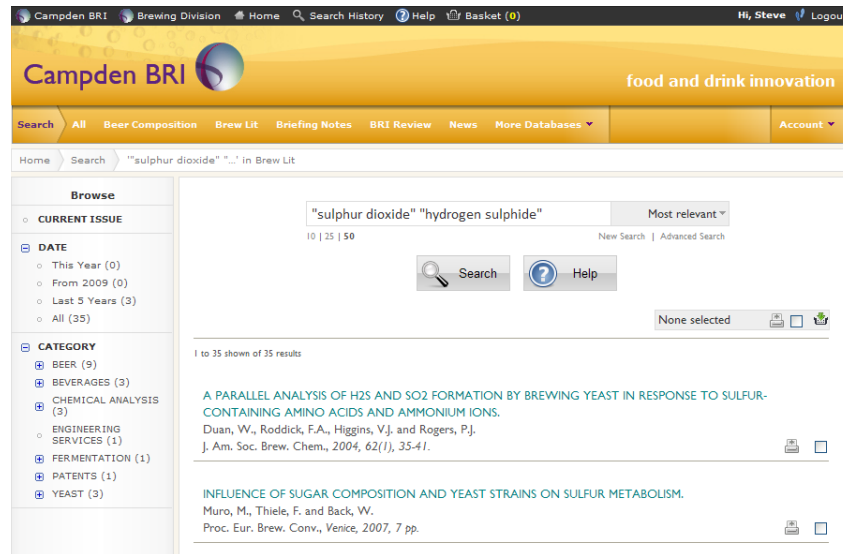 Campden BRI Brewing Division Home Search History Help Basket (0) Hi, Steve Logou
Campden BRI
food and drink innovation
Search All Beer Composition Brew Lit Briefing Notes BRI Review News More Databases Account
Home Search '"sulphur dioxide" "...' in Brew Lit
Browse
CURRENT ISSUE
DATE
This Year (0)
From 2009 (0)
Last 5 Years (3)
All (35)
CATEGORY
BEER (9)
BEVERAGES (3)
CHEMICAL ANALYSIS
(3)
ENGINEERING
SERVICES (1)
FERMENTATION (1)
PATENTS (1)
YEAST (3)
"sulphur dioxide" "hydrogen sulphide" Most relevant
10 | 25 | 50 New Search | Advanced Search
Search Help
None selected
1 to 35 shown of 35 results
A PARALLEL ANALYSIS OF H2S AND SO2 FORMATION BY BREWING YEAST IN RESPONSE TO SULFUR-
CONTAINING AMINO ACIDS AND AMMONIUM IONS.
Duan, W., Roddick, F.A., Higgins, V.J. and Rogers, P.J.
J. Am. Soc. Brew. Chem., 2004, 62(1), 35-41.
INFLUENCE OF SUGAR COMPOSITION AND YEAST STRAINS ON SULFUR METABOLISM.
Muro, M., Thiele, F. and Back, W.
Proc. Eur. Brew. Conv., Venice, 2007, 7 pp.